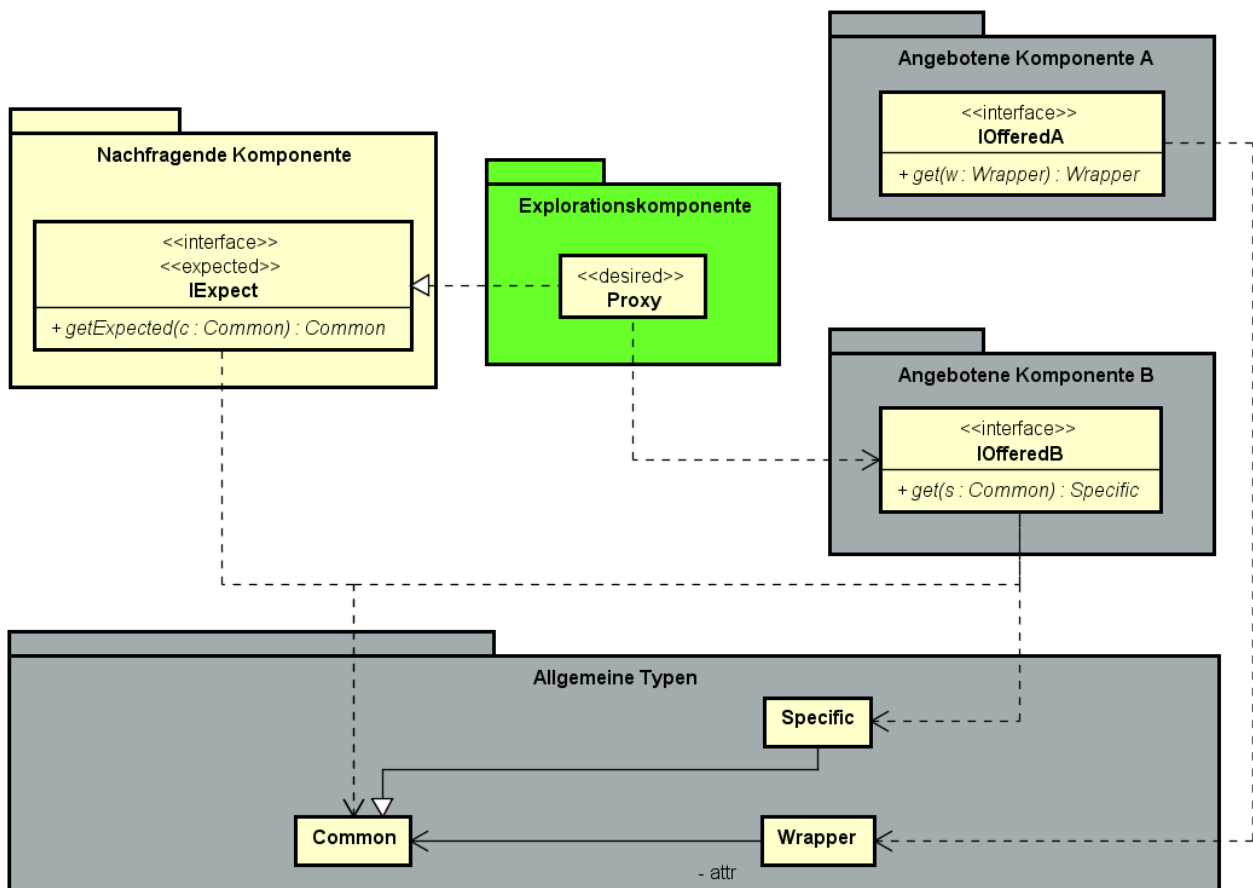 Angebotene Komponente A
<<interface>>
IOfferedA
+ get(w : Wrapper) : Wrapper
Nachfragende Komponente
<<interface>>
<<expected>>
IExpect
+ getExpected(c : Common) : Common
Explorationskomponente
<<desired>>
Proxy
Angebotene Komponente B
<<interface>>
IOfferedB
+ get(s : Common) : Specific
Allgemeine Typen
Specific
Common
Wrapper
- attr